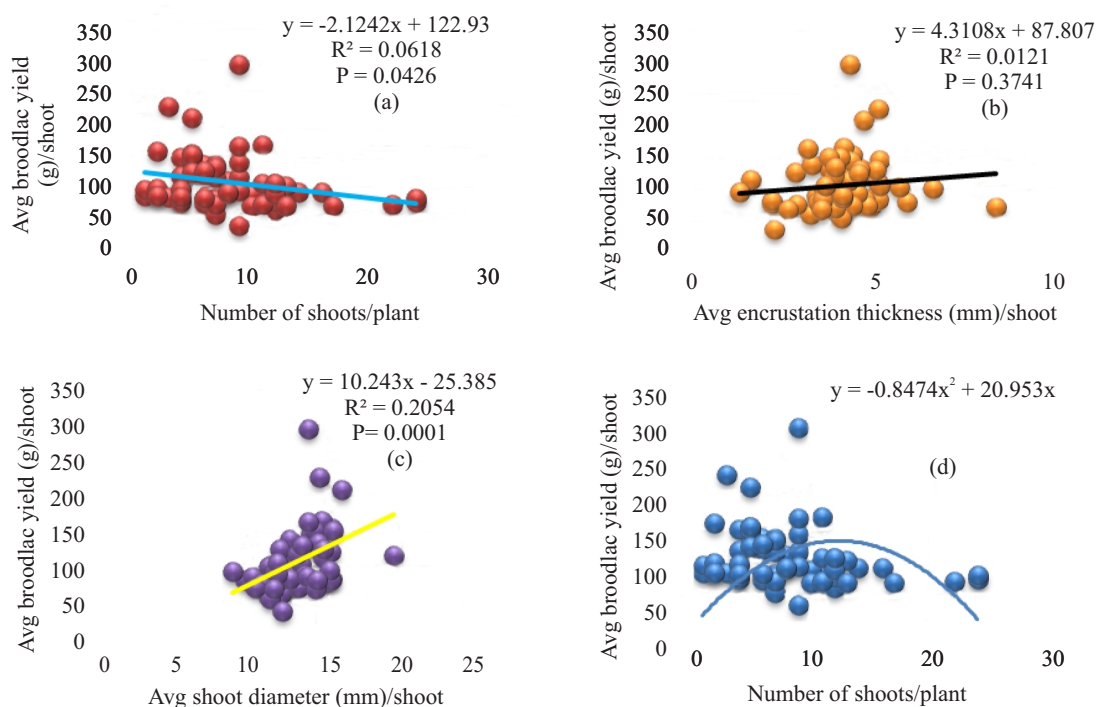 y = -2.1242x + 122.93
R² = 0.0618
P = 0.0426
(a)
Avg broodlac yield
(g)/shoot
350
300
250
200
150
100
50
0
0 10 20 30
Number of shoots/plant
y = 4.3108x + 87.807
R² = 0.0121
P = 0.3741
(b)
Avg broodlac yield (g)/shoot
350
300
250
200
150
100
50
0
0 5 10
Avg encrustation thickness (mm)/shoot
y = 10.243x - 25.385
R² = 0.2054
P= 0.0001
(c)
Avg broodlac yield (g)/shoot
350
300
250
200
150
100
50
0
0 5 10 15 20 25
Avg shoot diameter (mm)/shoot
y = -0.8474x² + 20.953x
(d)
Avg broodlac yield (g)/shoot
350
300
250
200
150
100
50
0
0 10 20 30
Number of shoots/plant